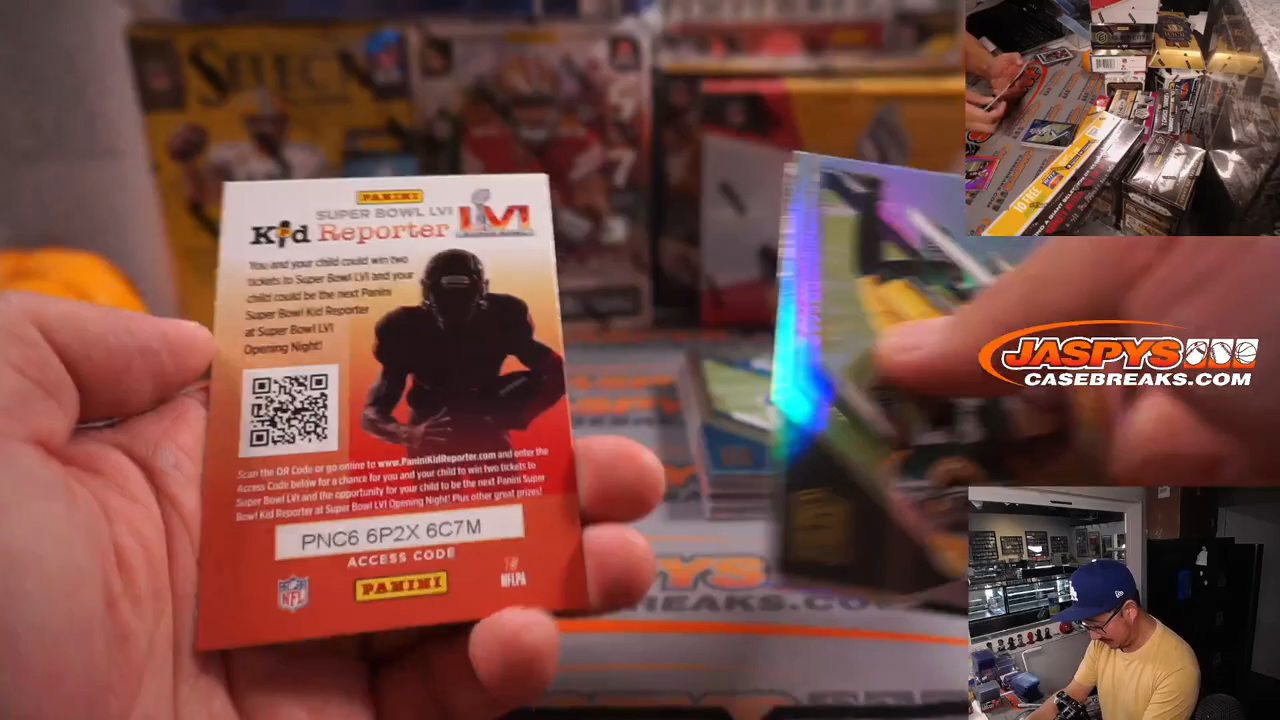 SELECT
PANINI
SUPER BOWL LVI
LVI
Kid Reporter
You and your child could win two
tickets to Super Bowl LVI and your
child could be the next Panini
Super Bowl Kid Reporter
at Super Bowl LVI
Opening Night!
Scan the QR Code or go online to www.PaniniKidReporter.com and enter the
Access Code below for a chance for you and your child to win two tickets to
Super Bowl LVI and the opportunity for your child to be the next Panini Super
Bowl Kid Reporter at Super Bowl LVI Opening Night! Plus other great prizes!
PNC6 6P2X 6C7M
ACCESS CODE
NFL
PANINI
NFLPA
10 FREE
JASPYS
CASEBREAKS.COM